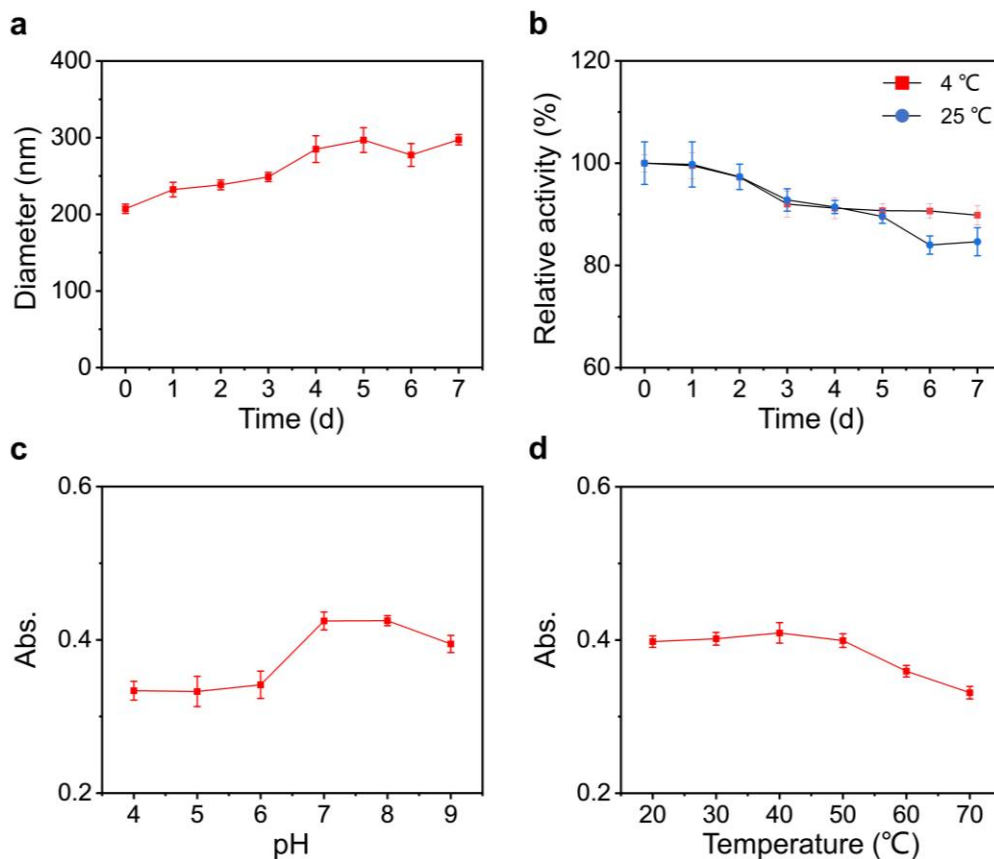 a
400
300
200
100
0
Diameter (nm)
0 1 2 3 4 5 6 7
Time (d)
b
120
100
80
60
Relative activity (%)
4 ℃
25 ℃
0 1 2 3 4 5 6 7
Time (d)
c
0.6
0.4
0.2
Abs.
4 5 6 7 8 9
pH
d
0.6
0.4
0.2
Abs.
20 30 40 50 60 70
Temperature (℃)